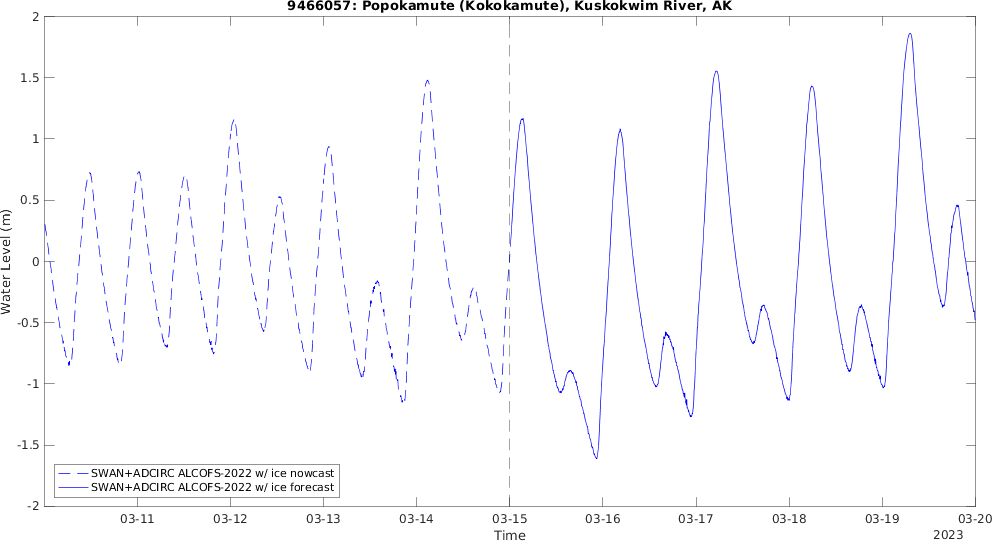 9466057: Popokamute (Kokokamute), Kuskokwim River, AK
2
1.5
1
0.5
0
-0.5
-1
-1.5
-2
Water Level (m)
SWAN+ADCIRC ALCOFS-2022 w/ ice nowcast
SWAN+ADCIRC ALCOFS-2022 w/ ice forecast
03-11 03-12 03-13 03-14 03-15 03-16 03-17 03-18 03-19 03-20
Time
2023